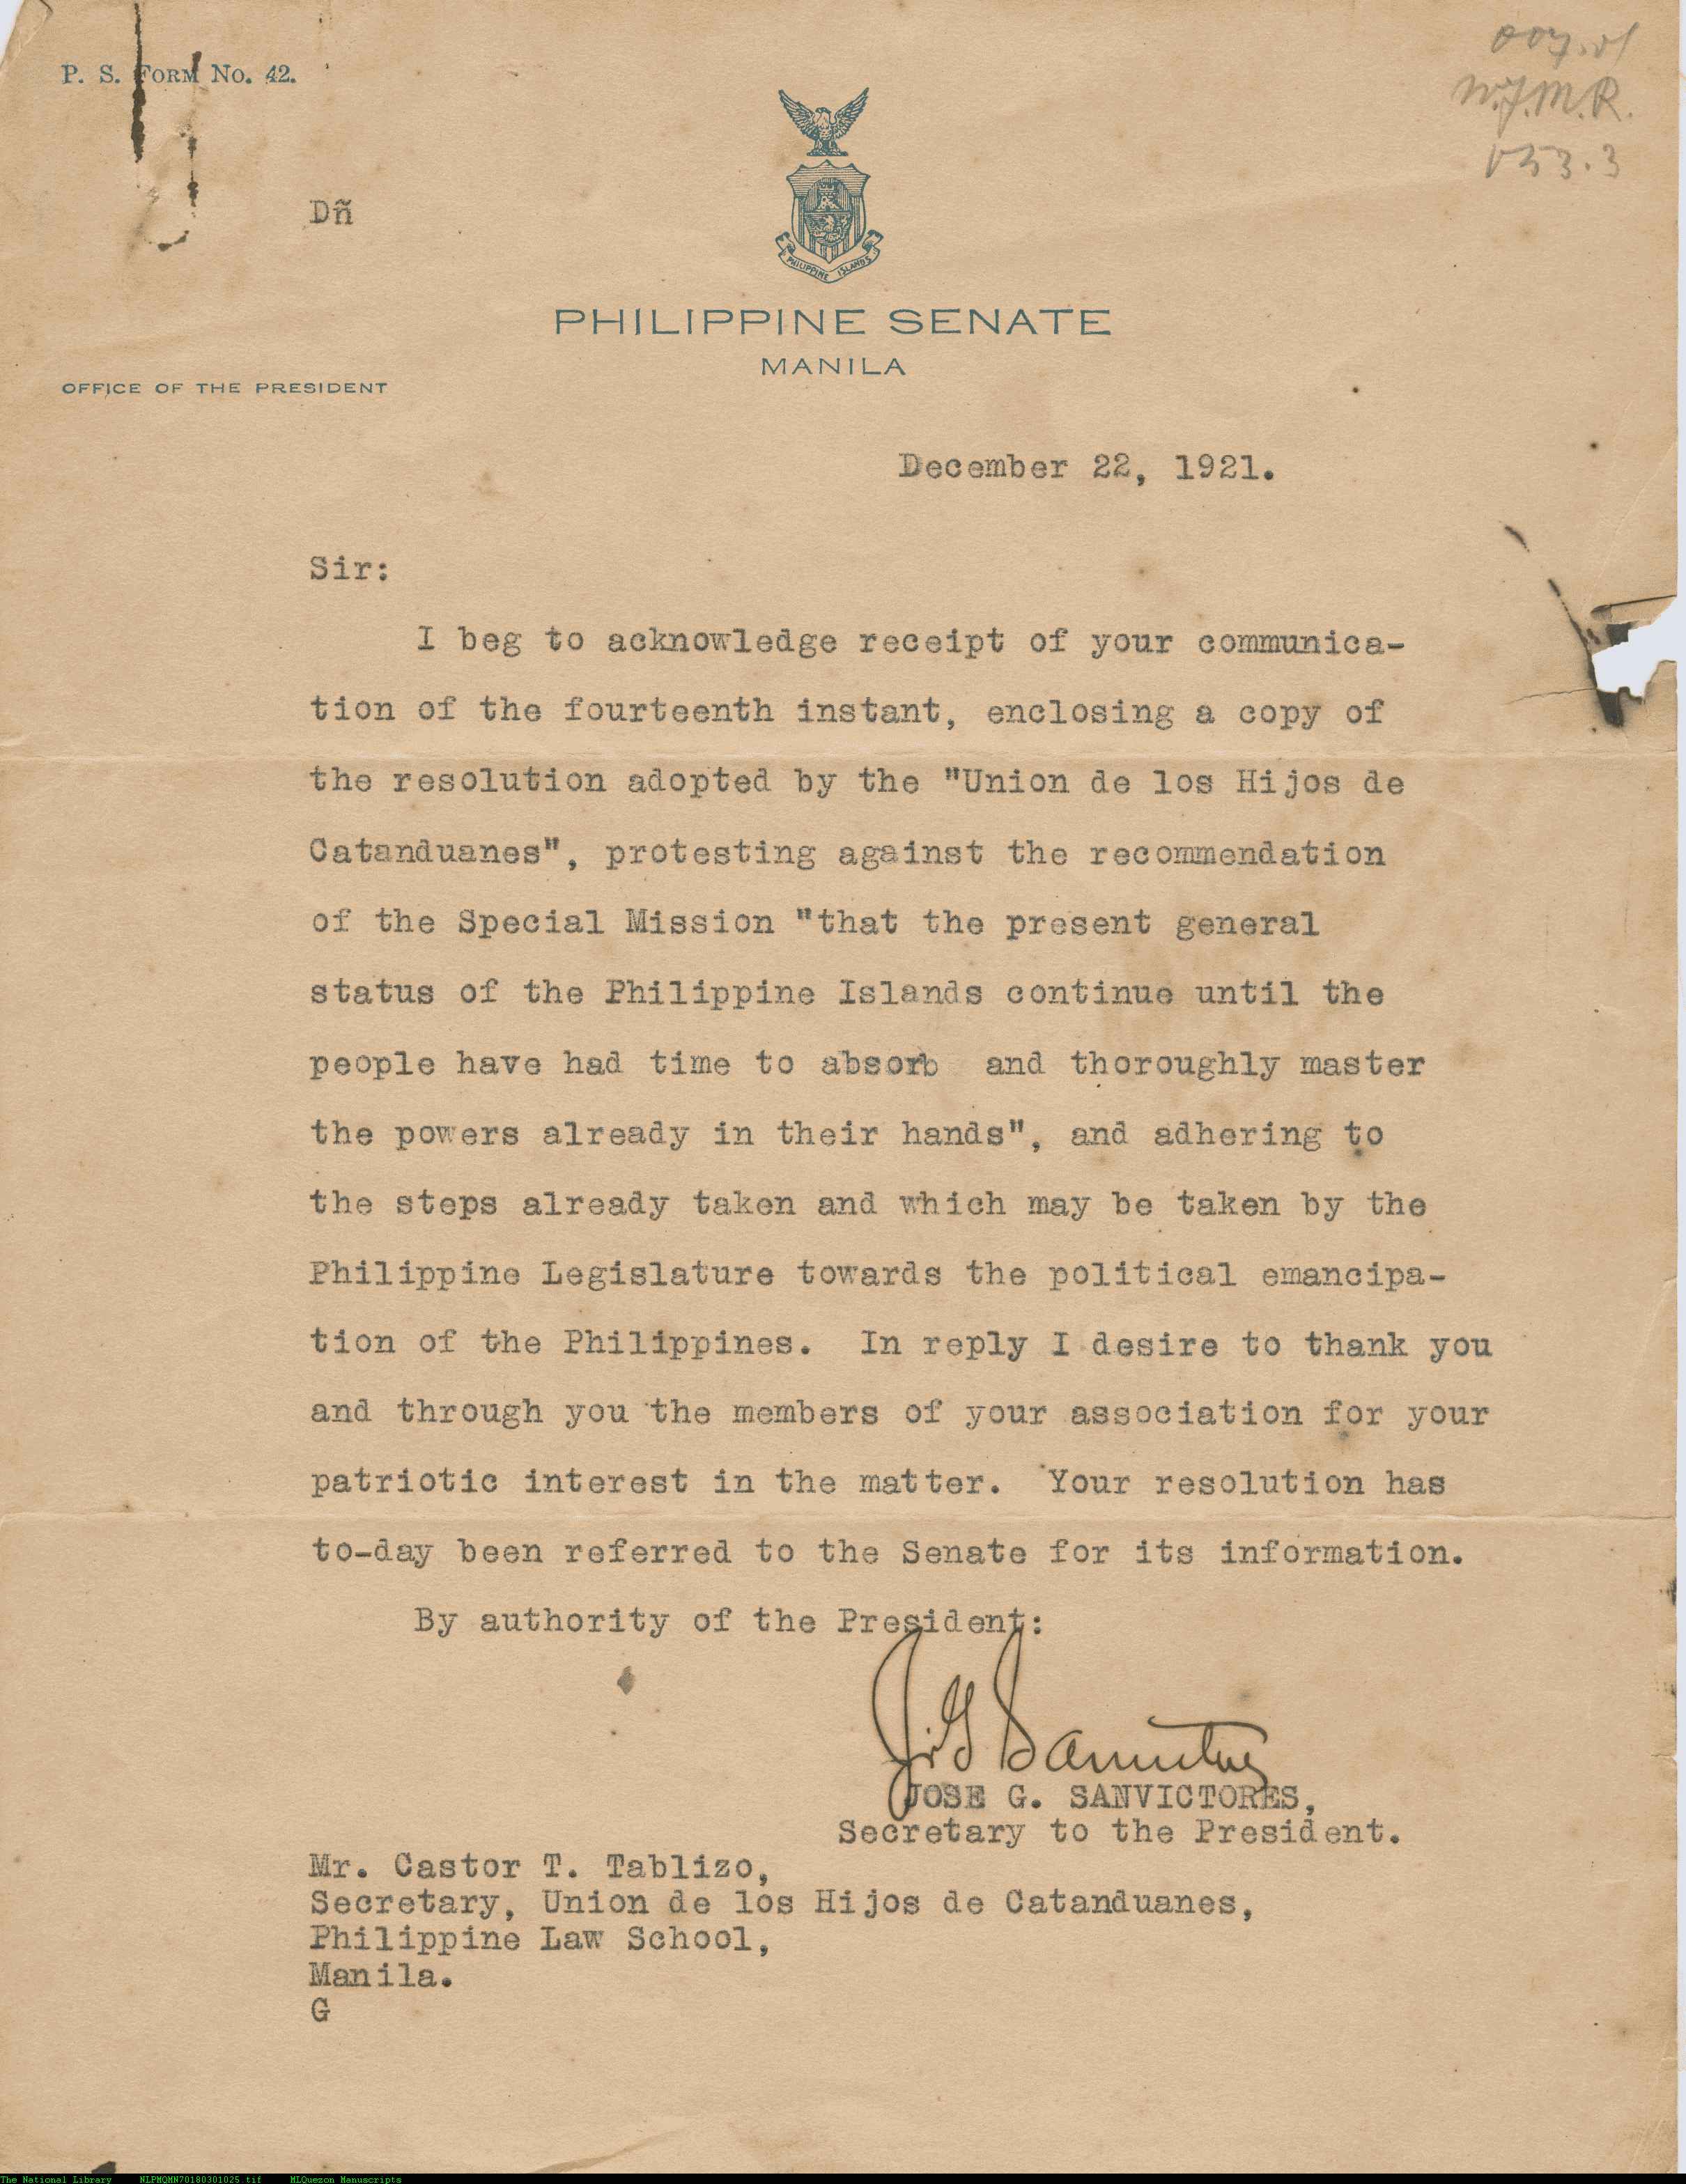 P. S. FORM No. 42.
W.J.M.R.
Dñ
PHILIPPINE ISLANDS
PHILIPPINE SENATE
MANILA
OFFICE OF THE PRESIDENT
December 22, 1921.
Sir:
I beg to acknowledge receipt of your communica-
tion of the fourteenth instant, enclosing a copy of
the resolution adopted by the "Union de los Hijos de
Catanduanes", protesting against the recommendation
of the Special Mission "that the present general
status of the Philippine Islands continue until the
people have had time to absorb and thoroughly master
the powers already in their hands", and adhering to
the steps already taken and which may be taken by the
Philippine Legislature towards the political emancipa-
tion of the Philippines. In reply I desire to thank you
and through you the members of your association for your
patriotic interest in the matter. Your resolution has
to-day been referred to the Senate for its information.
By authority of the President:
JOSE G. SANVICTORES,
Secretary to the President.
Mr. Castor T. Tablizo,
Secretary, Union de los Hijos de Catanduanes,
Philippine Law School,
Manila.
G
The National Library NLPMQMN70180301025.tif MLQuezon Manuscripts